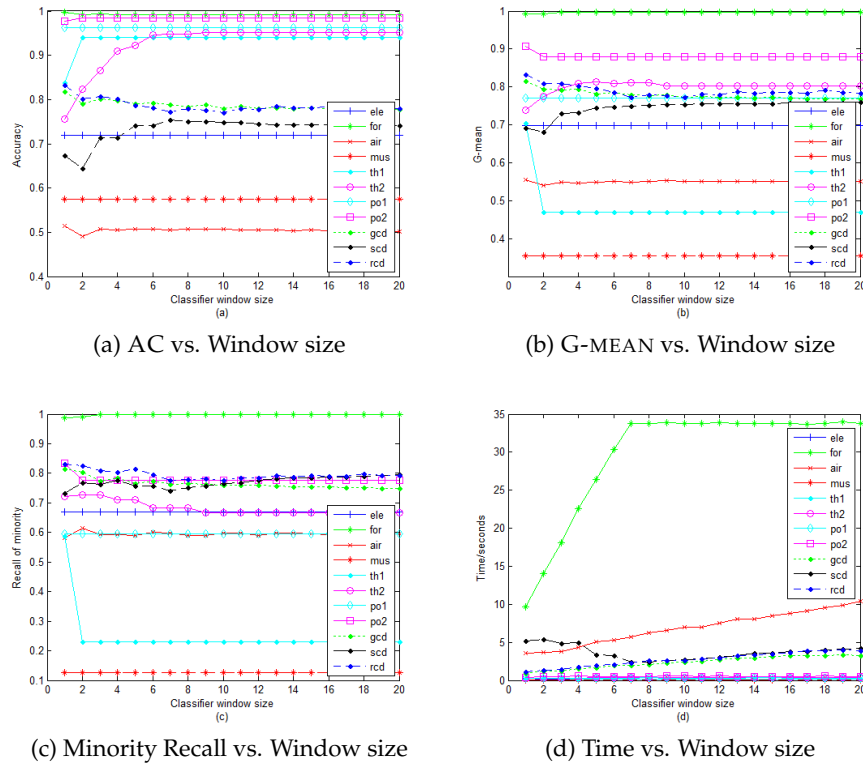 1
0.9
0.8
0.7
0.6
0.5
0.4
0 2 4 6 8 10 12 14 16 18 20
Accuracy
Classifier window size
(a)
ele
for
air
mus
th1
th2
po1
po2
gcd
scd
rcd
(a) AC vs. Window size
1
0.9
0.8
0.7
0.6
0.5
0.4
0 2 4 6 8 10 12 14 16 18 20
G-mean
Classifier window size
(b)
ele
for
air
mus
th1
th2
po1
po2
gcd
scd
rcd
(b) G-MEAN vs. Window size
1
0.9
0.8
0.7
0.6
0.5
0.4
0.3
0.2
0.1
0 2 4 6 8 10 12 14 16 18 20
Recall of minority
Classifier window size
(c)
ele
for
air
mus
th1
th2
po1
po2
gcd
scd
rcd
(c) Minority Recall vs. Window size
35
30
25
20
15
10
5
0
0 2 4 6 8 10 12 14 16 18 20
Time/seconds
Classifier window size
(d)
ele
for
air
mus
th1
th2
po1
po2
gcd
scd
rcd
(d) Time vs. Window size